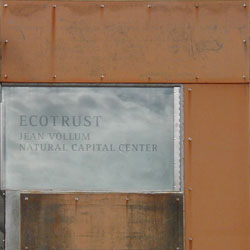 ECOTRUST
JEAN VOLLUM
NATURAL CAPITAL CENTER